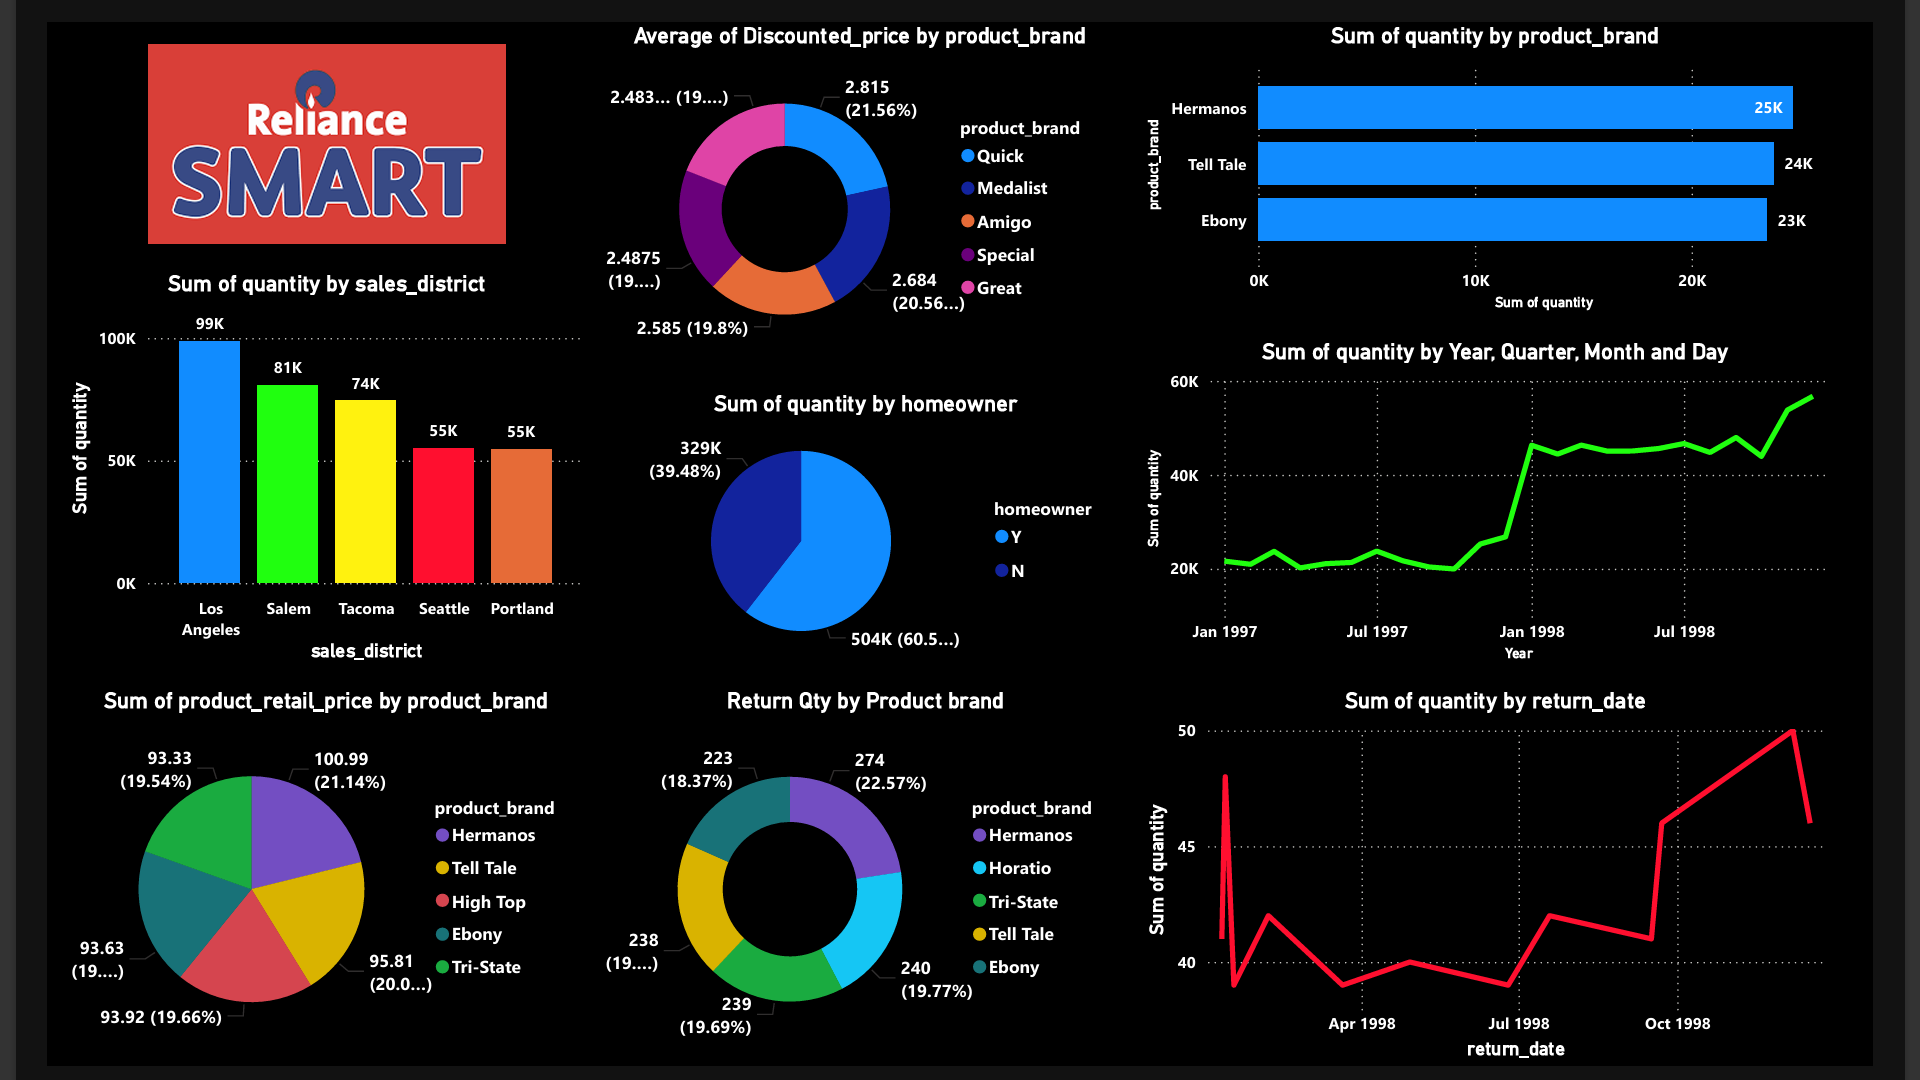 Reliance
SMART
Sum of quantity by sales_district
Sum of quantity
100K
50K
0K
99K
81K
74K
55K
55K
Los
Angeles
Salem
Tacoma
Seattle
Portland
sales_district
Average of Discounted_price by product_brand
2.483... (19....)
2.815
(21.56%)
2.4875
(19....)
2.684
(20.56...)
2.585 (19.8%)
product_brand
Quick
Medalist
Amigo
Special
Great
Sum of quantity by product_brand
product_brand
Hermanos
25K
Tell Tale
24K
Ebony
23K
0K
10K
20K
Sum of quantity
Sum of quantity by homeowner
329K
(39.48%)
504K (60.5...)
homeowner
Y
N
Sum of quantity by Year, Quarter, Month and Day
Sum of quantity
60K
40K
20K
Jan 1997
Jul 1997
Jan 1998
Jul 1998
Year
Sum of product_retail_price by product_brand
93.33
(19.54%)
100.99
(21.14%)
93.63
(19....)
95.81
(20.0...)
93.92 (19.66%)
product_brand
Hermanos
Tell Tale
High Top
Ebony
Tri-State
Return Qty by Product brand
223
(18.37%)
274
(22.57%)
238
(19....)
240
(19.77%)
239
(19.69%)
product_brand
Hermanos
Horatio
Tri-State
Tell Tale
Ebony
Sum of quantity by return_date
Sum of quantity
50
45
40
Apr 1998
Jul 1998
Oct 1998
return_date